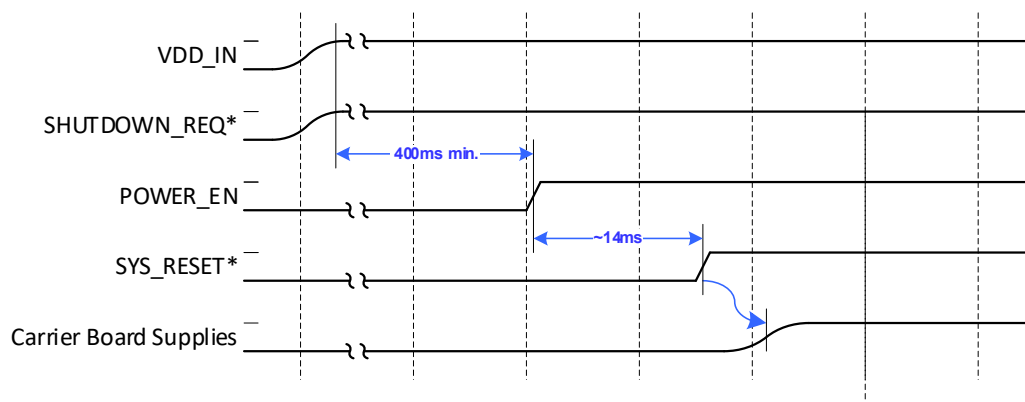 VDD_IN
SHUTDOWN_REQ*
400ms min.
POWER_EN
~14ms
SYS_RESET*
Carrier Board Supplies